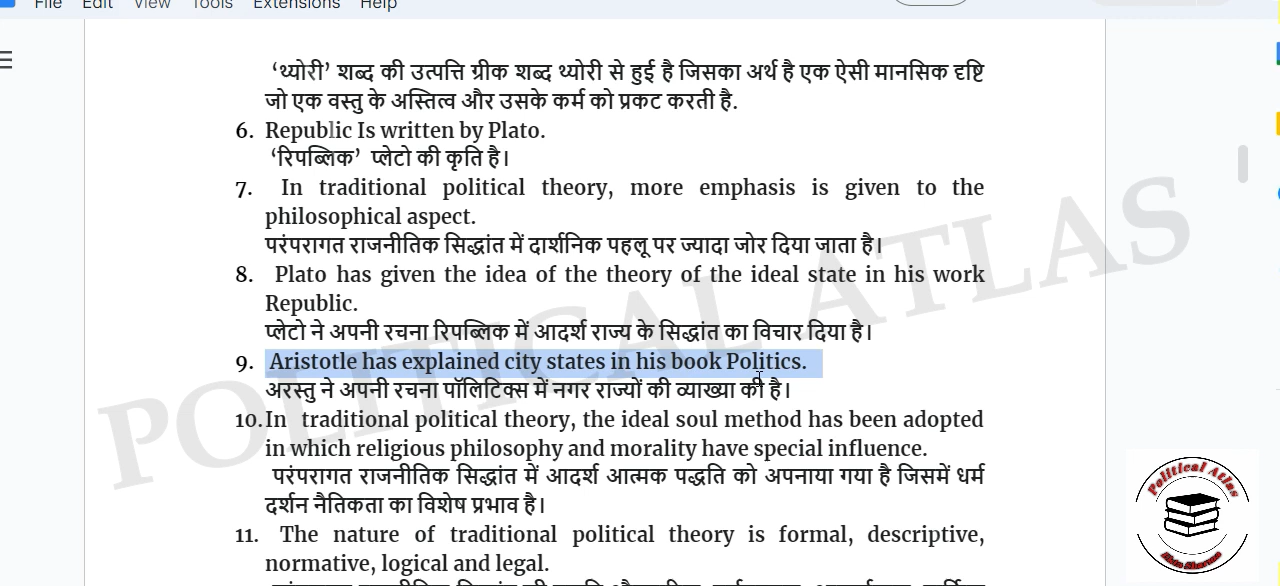 File Edit View Tools Extensions Help
‘थ्योरी’ शब्द की उत्पत्ति ग्रीक शब्द थ्योरी से हुई है जिसका अर्थ है एक ऐसी मानसिक दृष्टि
जो एक वस्तु के अस्तित्व और उसके कर्म को प्रकट करती है.
6. Republic Is written by Plato.
‘रिपब्लिक’ प्लेटो की कृति है।
7. In traditional political theory, more emphasis is given to the
philosophical aspect.
परंपरागत राजनीतिक सिद्धांत में दार्शनिक पहलू पर ज्यादा जोर दिया जाता है।
8. Plato has given the idea of the theory of the ideal state in his work
Republic.
प्लेटो ने अपनी रचना रिपब्लिक में आदर्श राज्य के सिद्धांत का विचार दिया है।
9. Aristotle has explained city states in his book Politics.
अरस्तु ने अपनी रचना पॉलिटिक्स में नगर राज्यों की व्याख्या की है।
10. In traditional political theory, the ideal soul method has been adopted
in which religious philosophy and morality have special influence.
परंपरागत राजनीतिक सिद्धांत में आदर्श आत्मक पद्धति को अपनाया गया है जिसमें धर्म
दर्शन नैतिकता का विशेष प्रभाव है।
11. The nature of traditional political theory is formal, descriptive,
normative, logical and legal.
POLITICAL ATLAS
Political Atlas